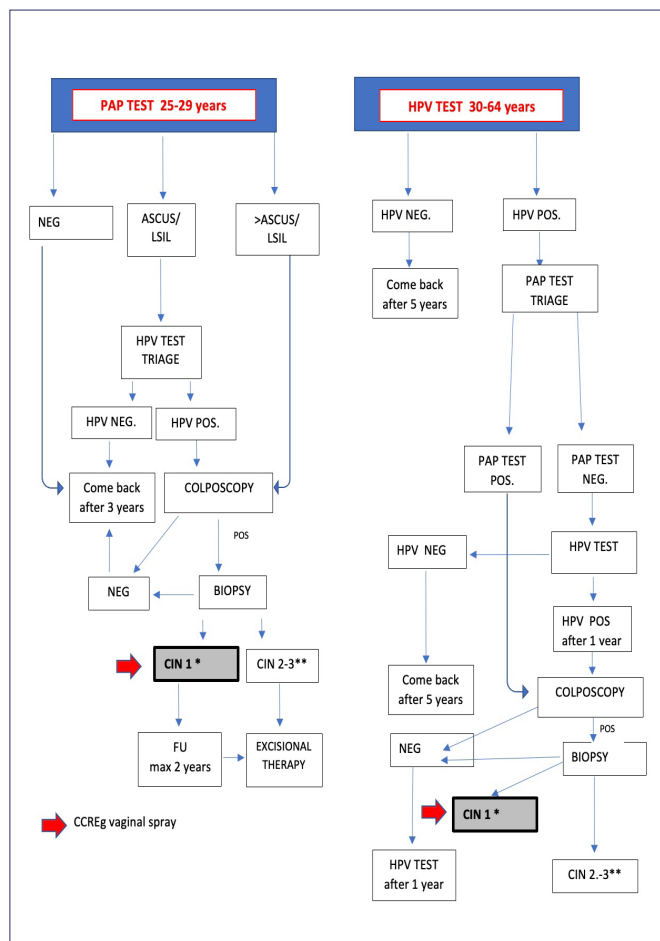 PAP TEST 25-29 years
NEG
ASCUS/
LSIL
>ASCUS/
LSIL
HPV TEST
TRIAGE
HPV NEG.
HPV POS.
Come back
after 3 years
COLPOSCOPY
POS
NEG
BIOPSY
CIN 1 *
CIN 2-3**
FU
max 2 years
EXCISIONAL
THERAPY
CCREg vaginal spray
HPV TEST 30-64 years
HPV NEG.
HPV POS.
Come back
after 5 years
PAP TEST
TRIAGE
PAP TEST
POS.
PAP TEST
NEG.
HPV NEG
HPV TEST
HPV POS
after 1 year
Come back
after 5 years
COLPOSCOPY
POS
NEG
BIOPSY
CIN 1 *
HPV TEST
after 1 year
CIN 2.-3**